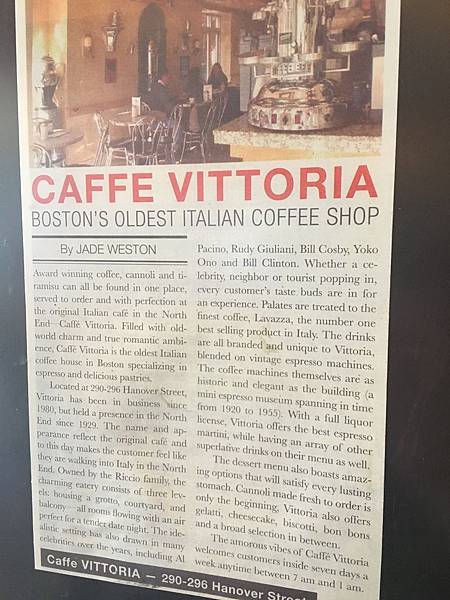 CAFFE VITTORIA
BOSTON'S OLDEST ITALIAN COFFEE SHOP
By JADE WESTON
Award winning coffee, cannoli and ti-
ramisu can all be found in one place,
served to order and with perfection at
the original Italian café in the North
End—Caffe Vittoria. Filled with old-
world charm and true romantic ambi-
ence, Caffe Vittoria is the oldest Italian
coffee house in Boston specializing in
espresso and delicious pastries.
Located at 290-296 Hanover Street,
Vittoria has been in business since
1980, but held a presence in the North
End since 1929. The name and ap-
pearance reflect the original café and
to this day makes the customer feel like
they are walking into Italy in the North
End. Owned by the Riccio family, the
charming eatery consists of three lev-
els: housing a grotto, courtyard, and
balcony—all rooms flowing with an air
perfect for a tender date night. The ide-
alistic setting has also drawn in many
celebrities over the years, including Al
Pacino, Rudy Giuliani, Bill Cosby, Yoko
Ono and Bill Clinton. Whether a ce-
lebrity, neighbor or tourist popping in,
every customer's taste buds are in for
an experience. Palates are treated to the
finest coffee, Lavazza, the number one
best selling product in Italy. The drinks
are all branded and unique to Vittoria,
blended on vintage espresso machines.
The coffee machines themselves are as
historic and elegant as the building (a
mini espresso museum spanning in time
from 1920 to 1955). With a full liquor
license, Vittoria offers the best espresso
martini, while having an array of other
superlative drinks on their menu as well.
The dessert menu also boasts amaz-
ing options that will satisfy every lusting
stomach. Cannoli made fresh to order is
only the beginning, Vittoria also offers
gelatti, cheesecake, biscotti, bon bons
and a broad selection in between.
The amorous vibes of Caffe Vittoria
welcomes customers inside seven days a
week anytime between 7 am and 1 am.
Caffe VITTORIA — 290-296 Hanover Street